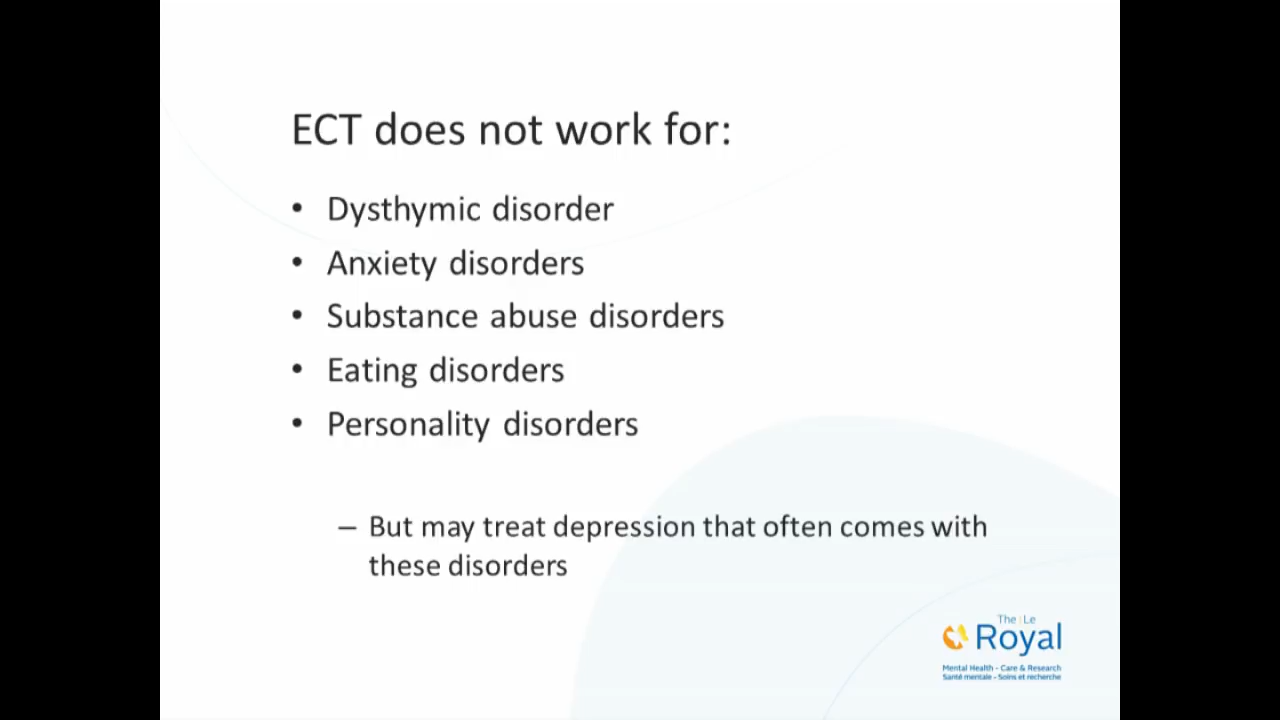 ECT does not work for:
• Dysthymic disorder
• Anxiety disorders
• Substance abuse disorders
• Eating disorders
• Personality disorders
– But may treat depression that often comes with
these disorders
The Le
Royal
Mental Health - Care & Research
Santé mentale - Soins et recherche